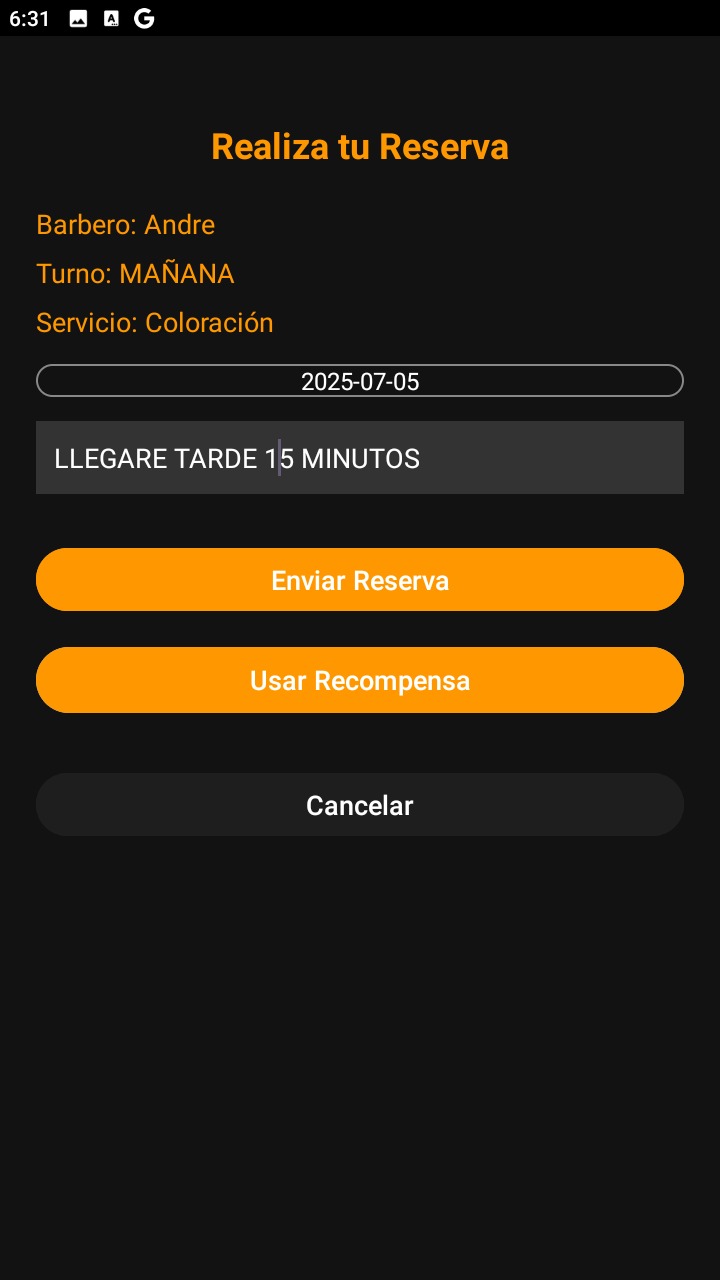 6:31
Realiza tu Reserva
Barbero: Andre
Turno: MAÑANA
Servicio: Coloración
2025-07-05
LLEGARE TARDE 15 MINUTOS
Enviar Reserva
Usar Recompensa
Cancelar